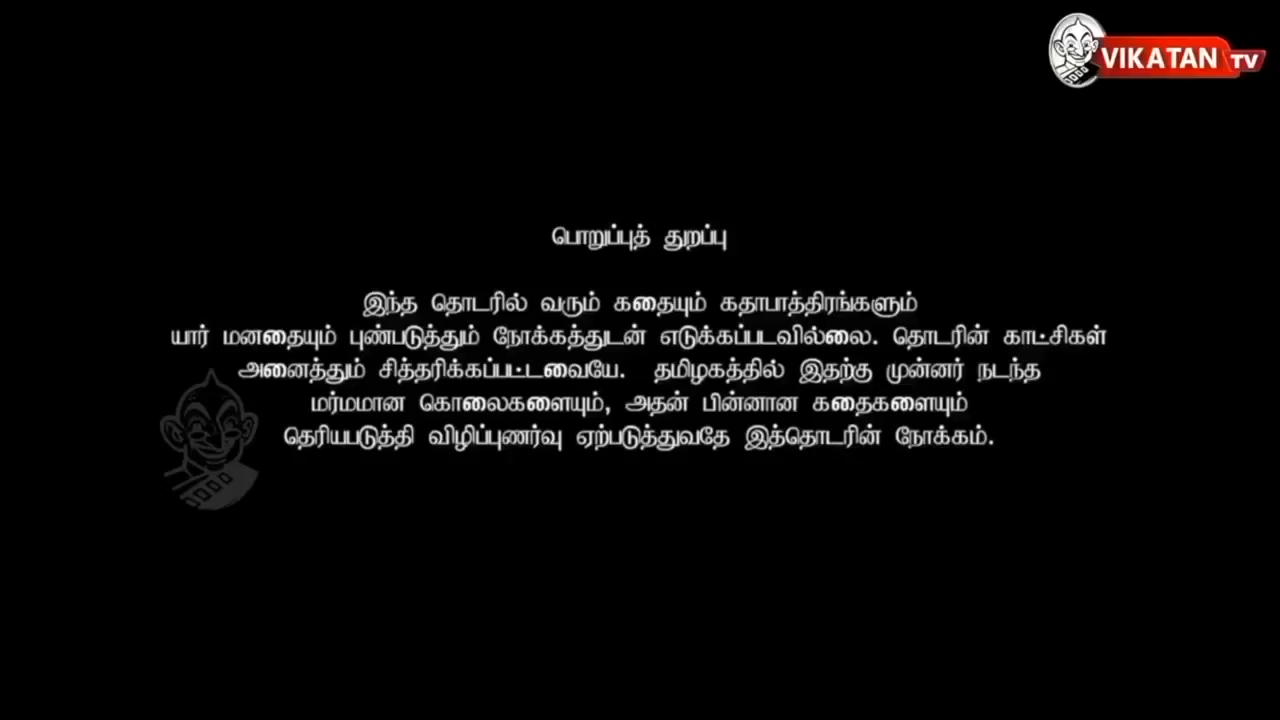 VIKATAN TV
பொறுப்புத் துறப்பு
இந்த தொடரில் வரும் கதையும் கதாபாத்திரங்களும்
யார் மனதையும் புண்படுத்தும் நோக்கத்துடன் எடுக்கப்படவில்லை. தொடரின் காட்சிகள்
அனைத்தும் சித்தரிக்கப்பட்டவையே. தமிழகத்தில் இதற்கு முன்னர் நடந்த
மர்மமான கொலைகளையும், அதன் பின்னான கதைகளையும்
தெரியபடுத்தி விழிப்புணர்வு ஏற்படுத்துவதே இத்தொடரின் நோக்கம்.